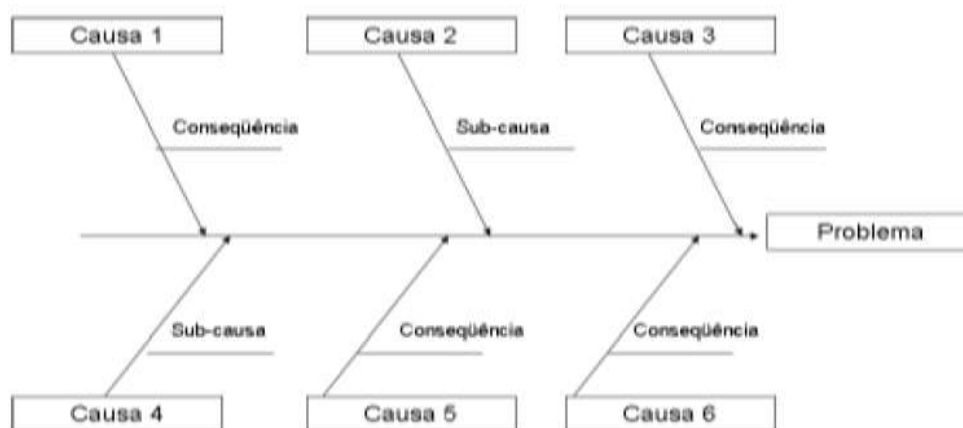 Causa 1
Causa 2
Causa 3
Conseqüência
Sub-causa
Conseqüência
Problema
Sub-causa
Conseqüência
Conseqüência
Causa 4
Causa 5
Causa 6